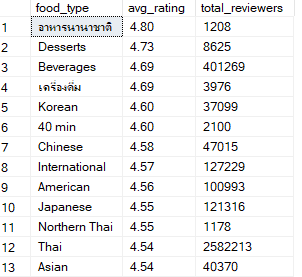 food_type avg_rating total_reviewers
1 อาหารนานาชาติ 4.80 1208
2 Desserts 4.73 8625
3 Beverages 4.69 401269
4 เครื่องดื่ม 4.69 3976
5 Korean 4.60 37099
6 40 min 4.60 2100
7 Chinese 4.58 47015
8 International 4.57 127229
9 American 4.56 100993
10 Japanese 4.55 121316
11 Northern Thai 4.55 1178
12 Thai 4.54 2582213
13 Asian 4.54 40370